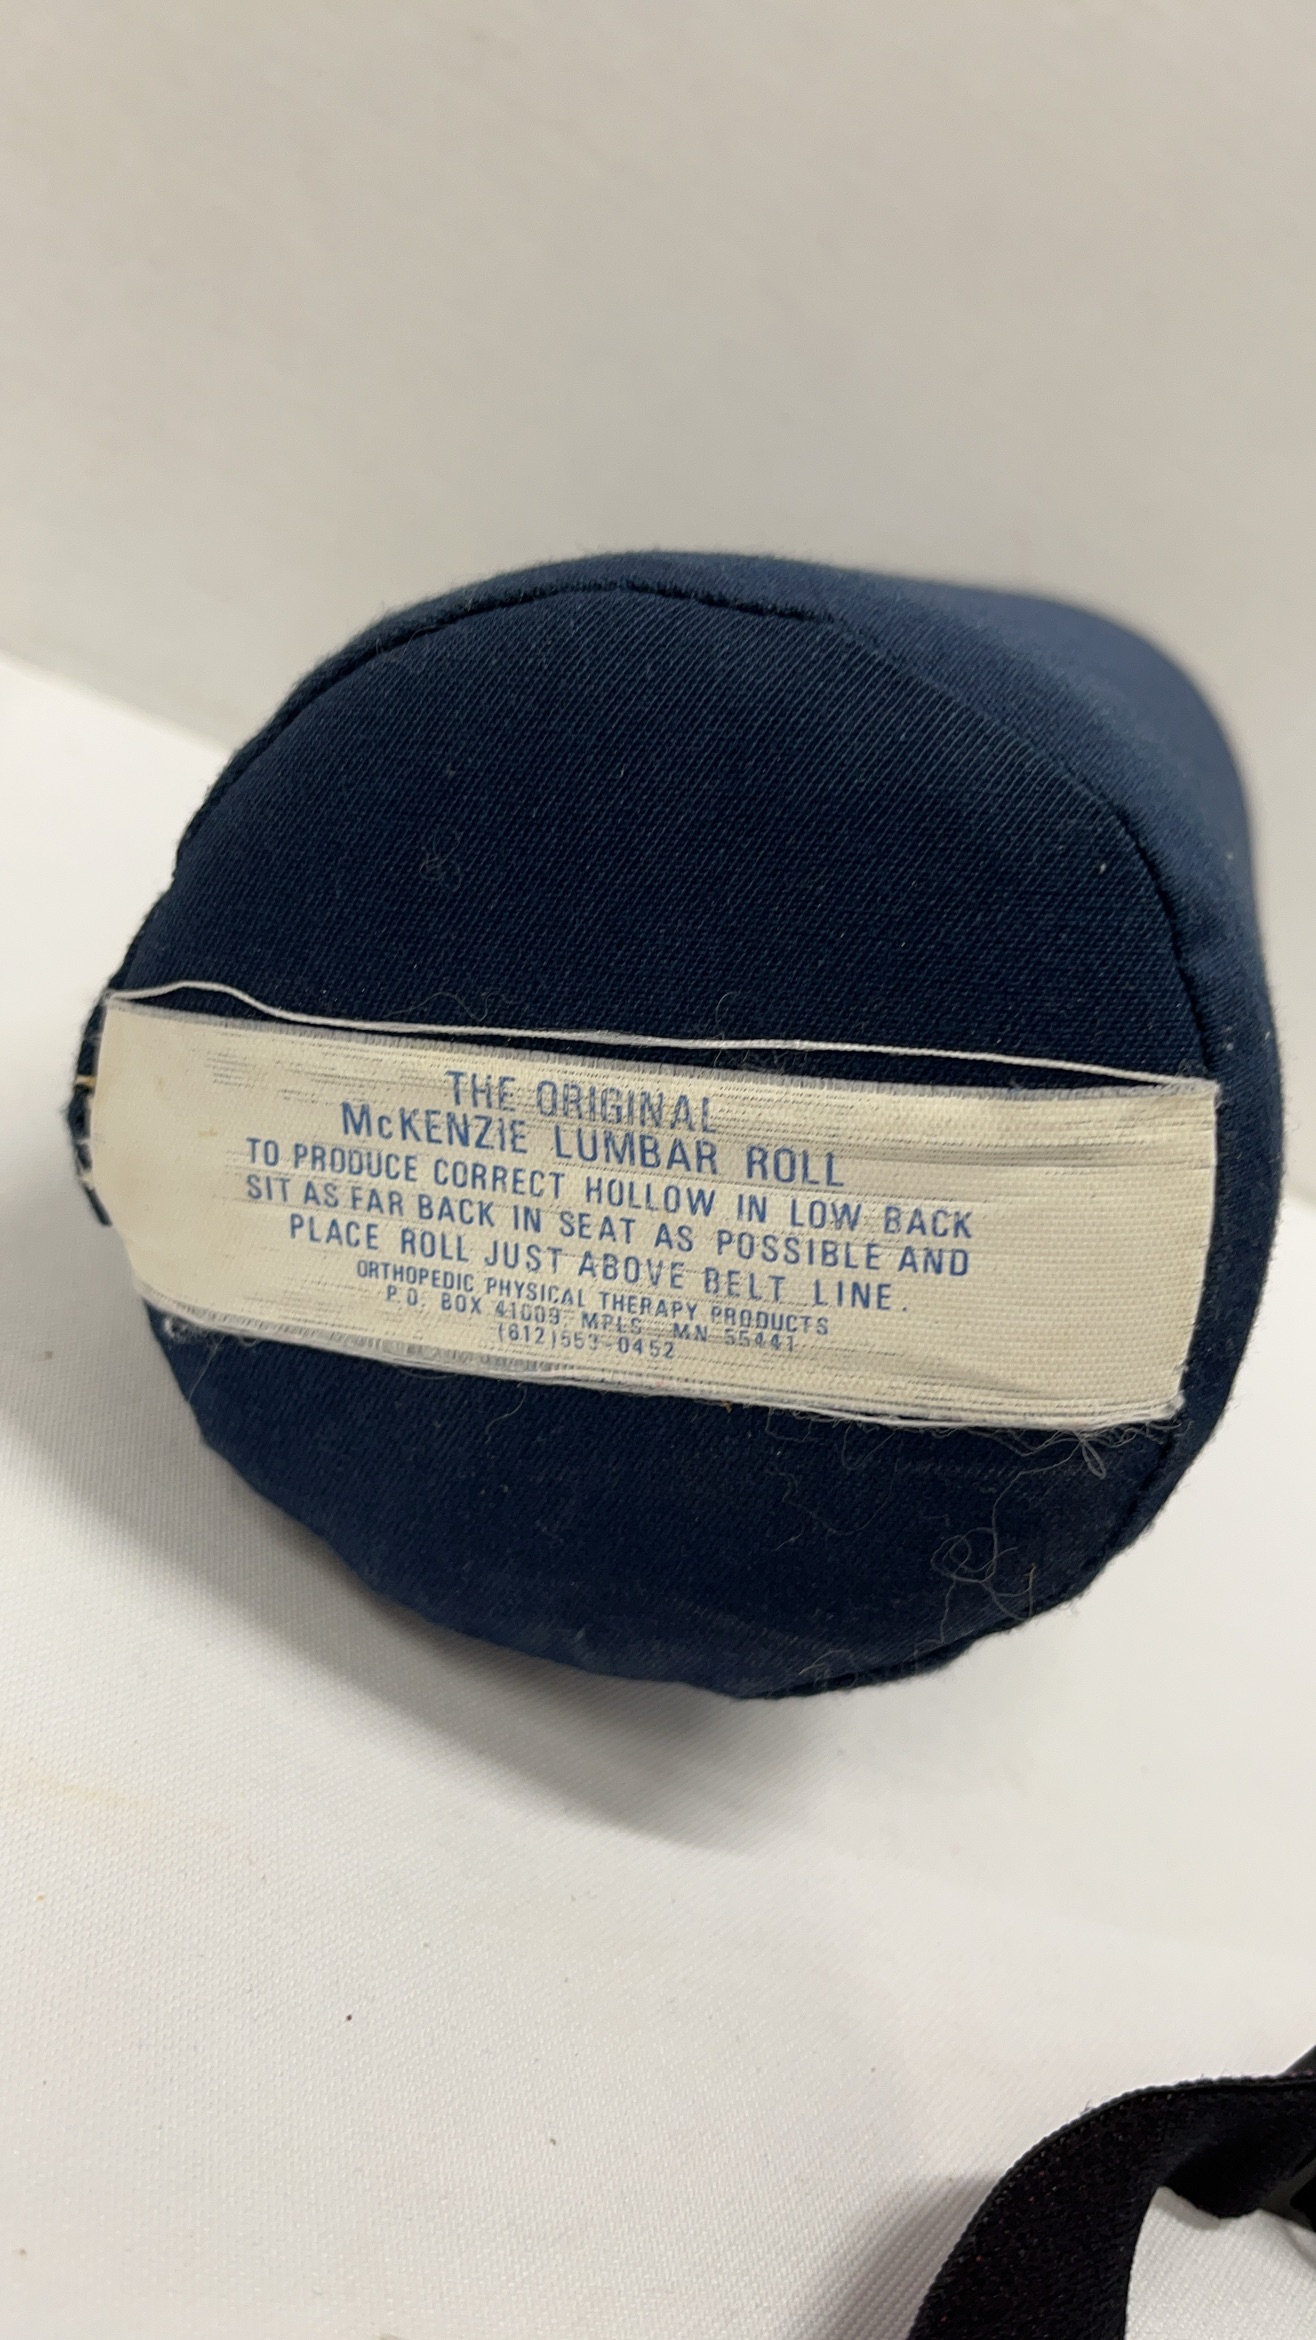 THE ORIGINAL
McKENZIE LUMBAR ROLL
TO PRODUCE CORRECT HOLLOW IN LOW BACK
SIT AS FAR BACK IN SEAT AS POSSIBLE AND
PLACE ROLL JUST ABOVE BELT LINE.
ORTHOPEDIC PHYSICAL THERAPY PRODUCTS
P.O. BOX 41009, MPLS MN 55441
(612)553-0452